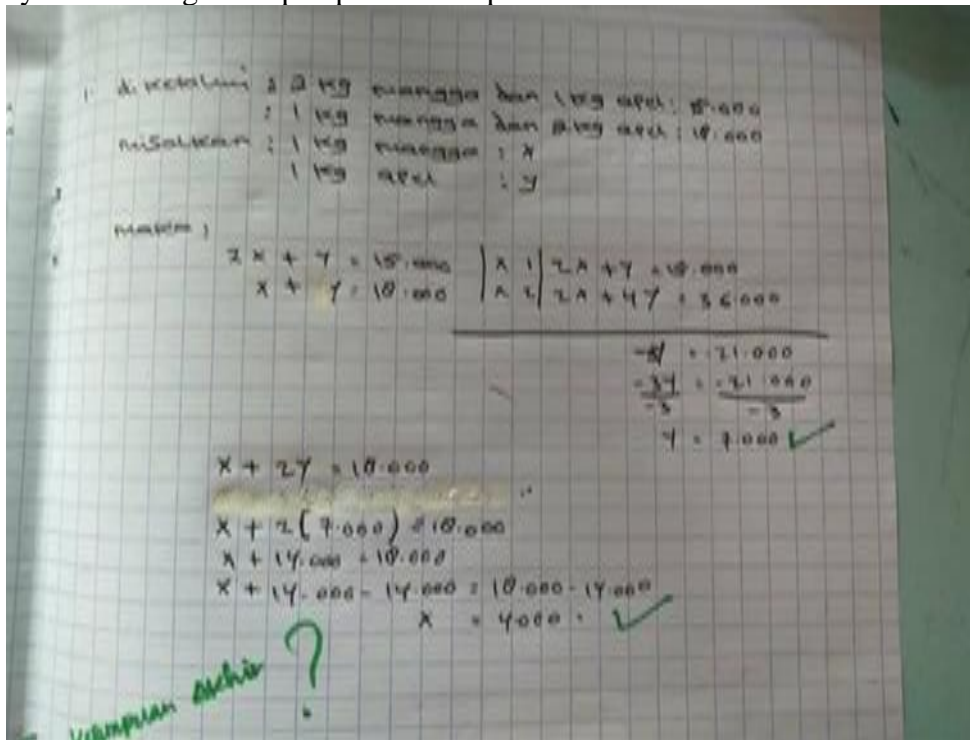 1. diketahui : 2 kg mangga dan 1 kg apel : 15.000
: 1 kg mangga dan 2 kg apel : 18.000
misalkan : 1 kg mangga : x
1 kg apel : y
maka ;
2x + y = 15.000 | x 1 | 2x + y = 15.000
x + y = 18.000 | x 2 | 2x + 4y = 36.000
= -21.000
-3y = -21.000
-3 -3
y = 7.000 ✓
x + 2y = 18.000
x + 2(7.000) = 18.000
x + 14.000 = 18.000
x + 14.000 - 14.000 = 18.000 - 14.000
x = 4000. ✓
?